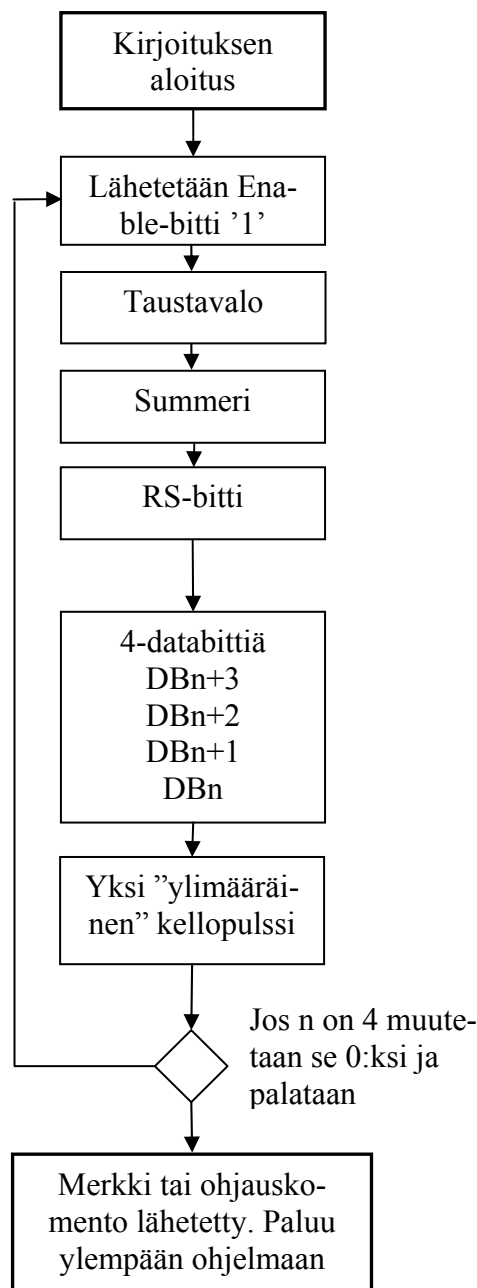 Kirjoituksen
aloitus
Lähetetään Ena-
ble-bitti ’1’
Taustavalo
Summeri
RS-bitti
4-databittiä
DBn+3
DBn+2
DBn+1
DBn
Yksi ”ylimääräi-
nen” kellopulssi
Jos n on 4 muute-
taan se 0:ksi ja
palataan
Merkki tai ohjausko-
mento lähetetty. Paluu
ylempään ohjelmaan